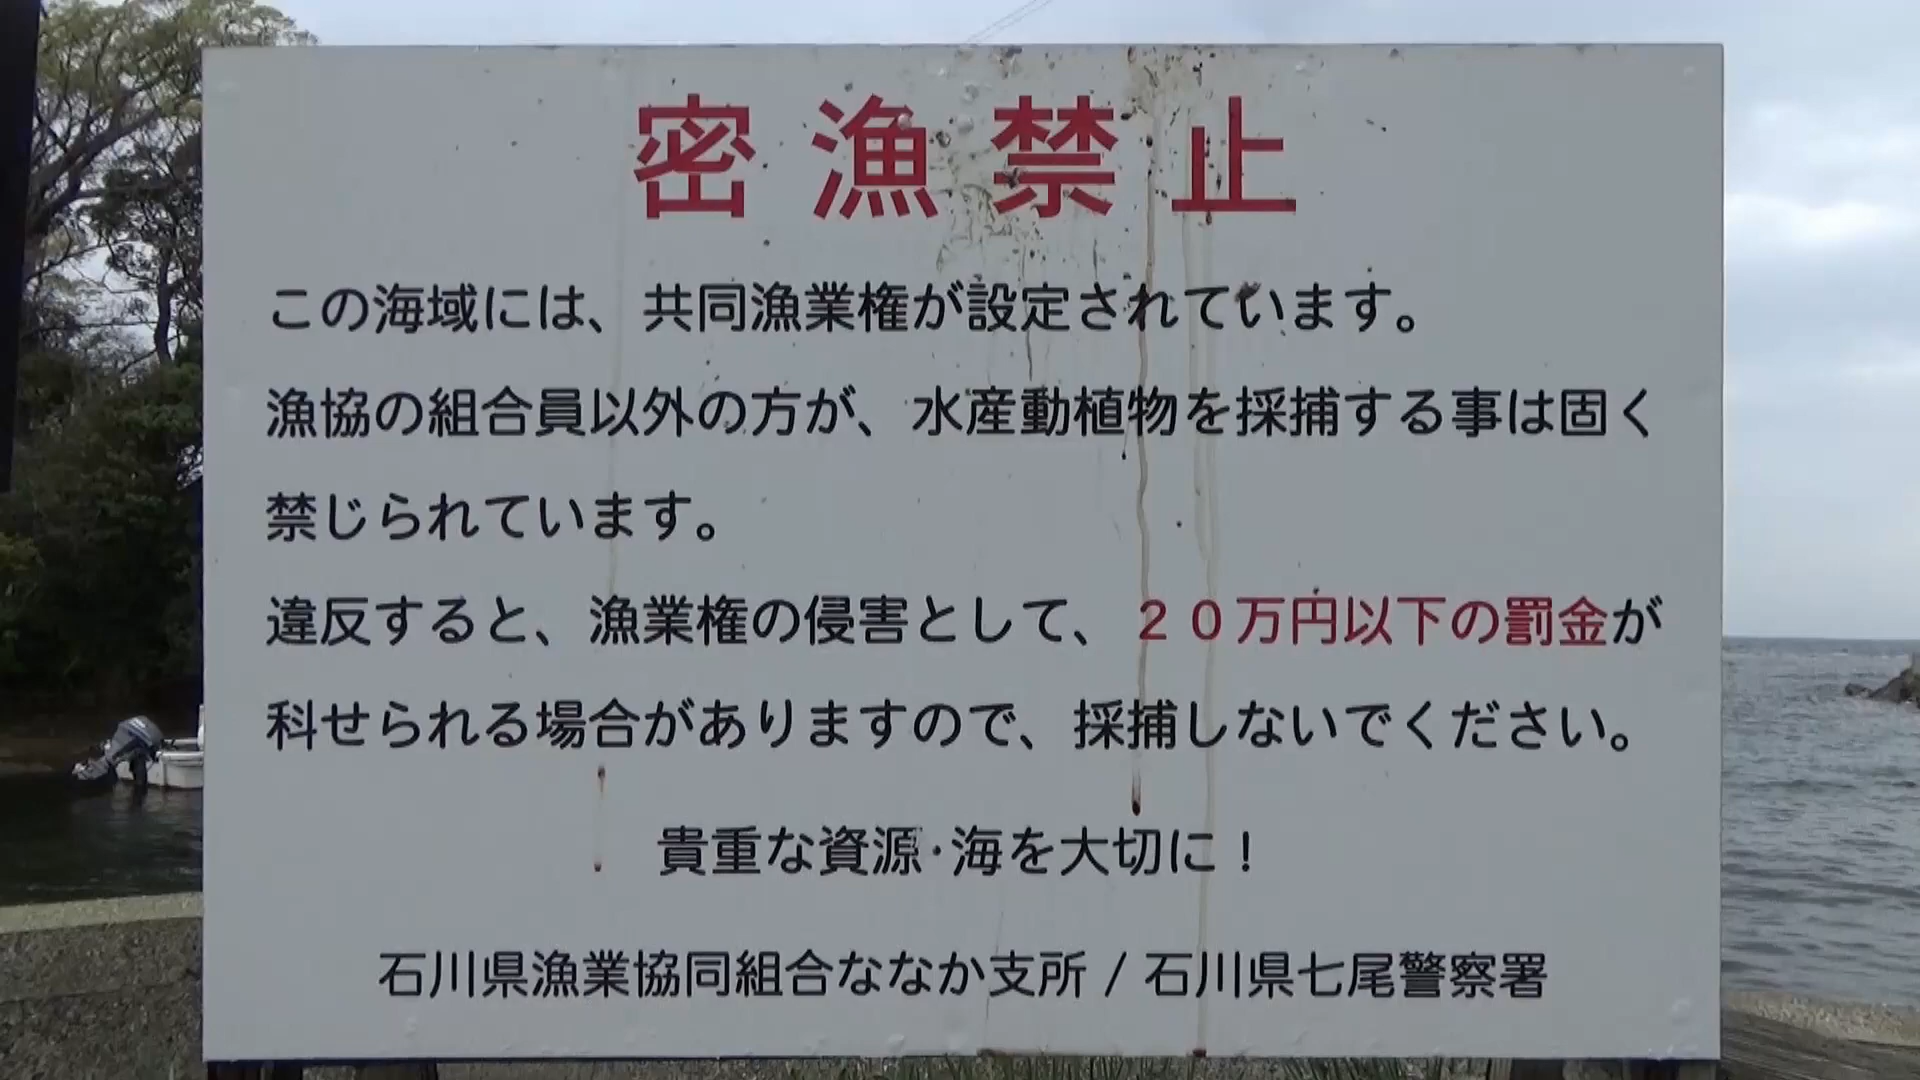 密漁禁止
この海域には、共同漁業権が設定されています。
漁協の組合員以外の方が、水産動植物を採捕する事は固く
禁じられています。
違反すると、漁業権の侵害として、２０万円以下の罰金が
科せられる場合がありますので、採捕しないでください。
貴重な資源･海を大切に！
石川県漁業協同組合ななか支所 / 石川県七尾警察署